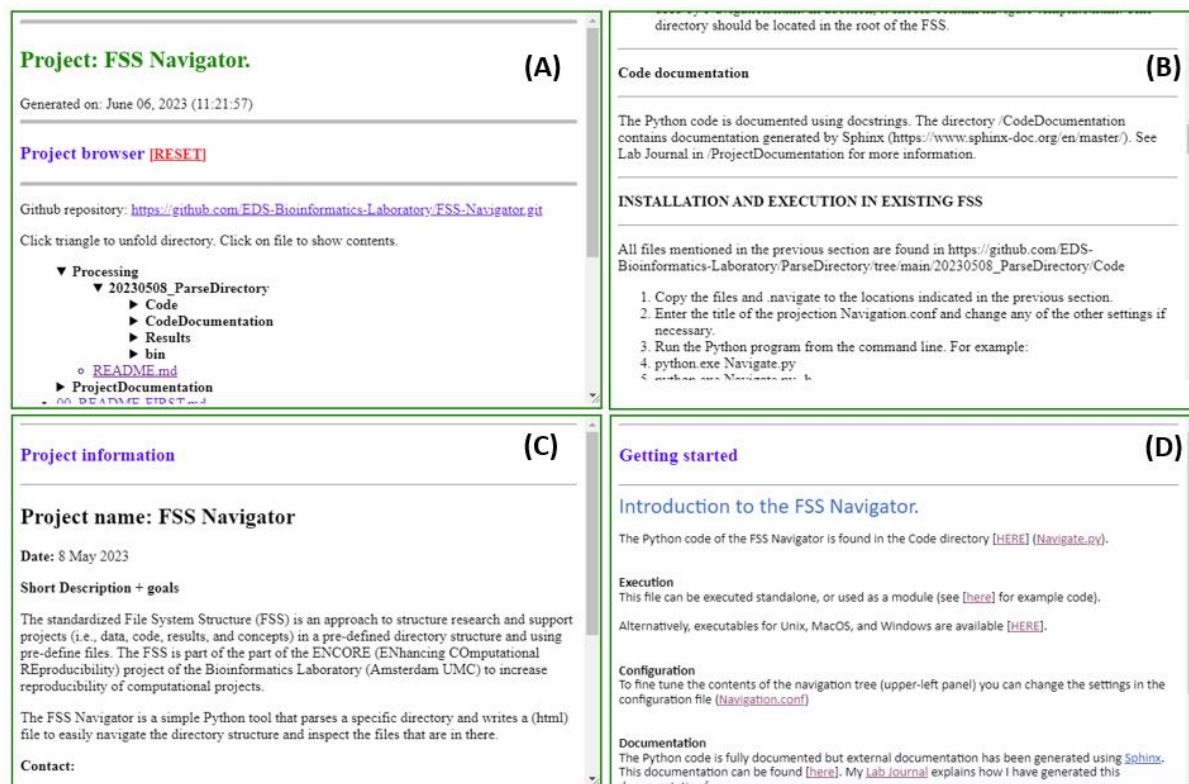 Project: FSS Navigator.
(A)
Generated on: June 06, 2023 (11:21:57)
Project browser [RESET]
Github repository: https://github.com/EDS-Bioinformatics-Laboratory/FSS-Navigator.git
Click triangle to unfold directory. Click on file to show contents.
▼ Processing
▼ 20230508_ParseDirectory
► Code
► CodeDocumentation
► Results
► bin
README.md
► ProjectDocumentation
00_README_FIRST.md
directory should be located in the root of the FSS.
Code documentation
(B)
The Python code is documented using docstrings. The directory /CodeDocumentation
contains documentation generated by Sphinx (https://www.sphinx-doc.org/en/master/). See
Lab Journal in /ProjectDocumentation for more information.
INSTALLATION AND EXECUTION IN EXISTING FSS
All files mentioned in the previous section are found in https://github.com/EDS-
Bioinformatics-Laboratory/ParseDirectory/tree/main/20230508_ParseDirectory/Code
1. Copy the files and .navigate to the locations indicated in the previous section.
2. Enter the title of the projection Navigation.conf and change any of the other settings if
necessary.
3. Run the Python program from the command line. For example:
4. python.exe Navigate.py
5. python.exe Navigate.py -h
Project information
(C)
Project name: FSS Navigator
Date: 8 May 2023
Short Description + goals
The standardized File System Structure (FSS) is an approach to structure research and support
projects (i.e., data, code, results, and concepts) in a pre-defined directory structure and using
pre-define files. The FSS is part of the part of the ENCORE (ENhancing COmputational
REproducibility) project of the Bioinformatics Laboratory (Amsterdam UMC) to increase
reproducibility of computational projects.
The FSS Navigator is a simple Python tool that parses a specific directory and writes a (html)
file to easily navigate the directory structure and inspect the files that are in there.
Contact:
Getting started
(D)
Introduction to the FSS Navigator.
The Python code of the FSS Navigator is found in the Code directory [HERE] (Navigate.py).
Execution
This file can be executed standalone, or used as a module (see [here] for example code).
Alternatively, executables for Unix, MacOS, and Windows are available [HERE].
Configuration
To fine tune the contents of the navigation tree (upper-left panel) you can change the settings in the
configuration file (Navigation.conf)
Documentation
The Python code is fully documented but external documentation has been generated using Sphinx.
This documentation can be found [here]. My Lab Journal explains how I have generated this